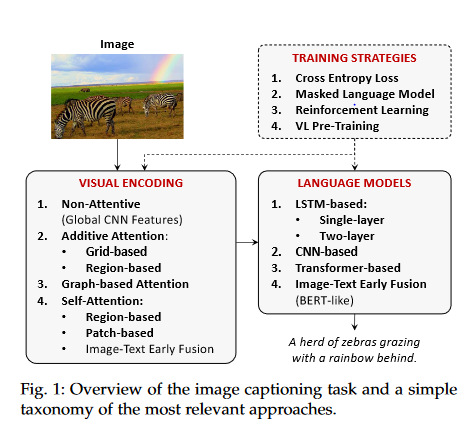 Image
TRAINING STRATEGIES
1. Cross Entropy Loss
2. Masked Language Model
3. Reinforcement Learning
4. VL Pre-Training
VISUAL ENCODING
1. Non-Attentive
(Global CNN Features)
2. Additive Attention:
• Grid-based
• Region-based
3. Graph-based Attention
4. Self-Attention:
• Region-based
• Patch-based
• Image-Text Early Fusion
LANGUAGE MODELS
1. LSTM-based:
• Single-layer
• Two-layer
2. CNN-based
3. Transformer-based
4. Image-Text Early Fusion
(BERT-like)
A herd of zebras grazing
with a rainbow behind.
Fig. 1: Overview of the image captioning task and a simple
taxonomy of the most relevant approaches.